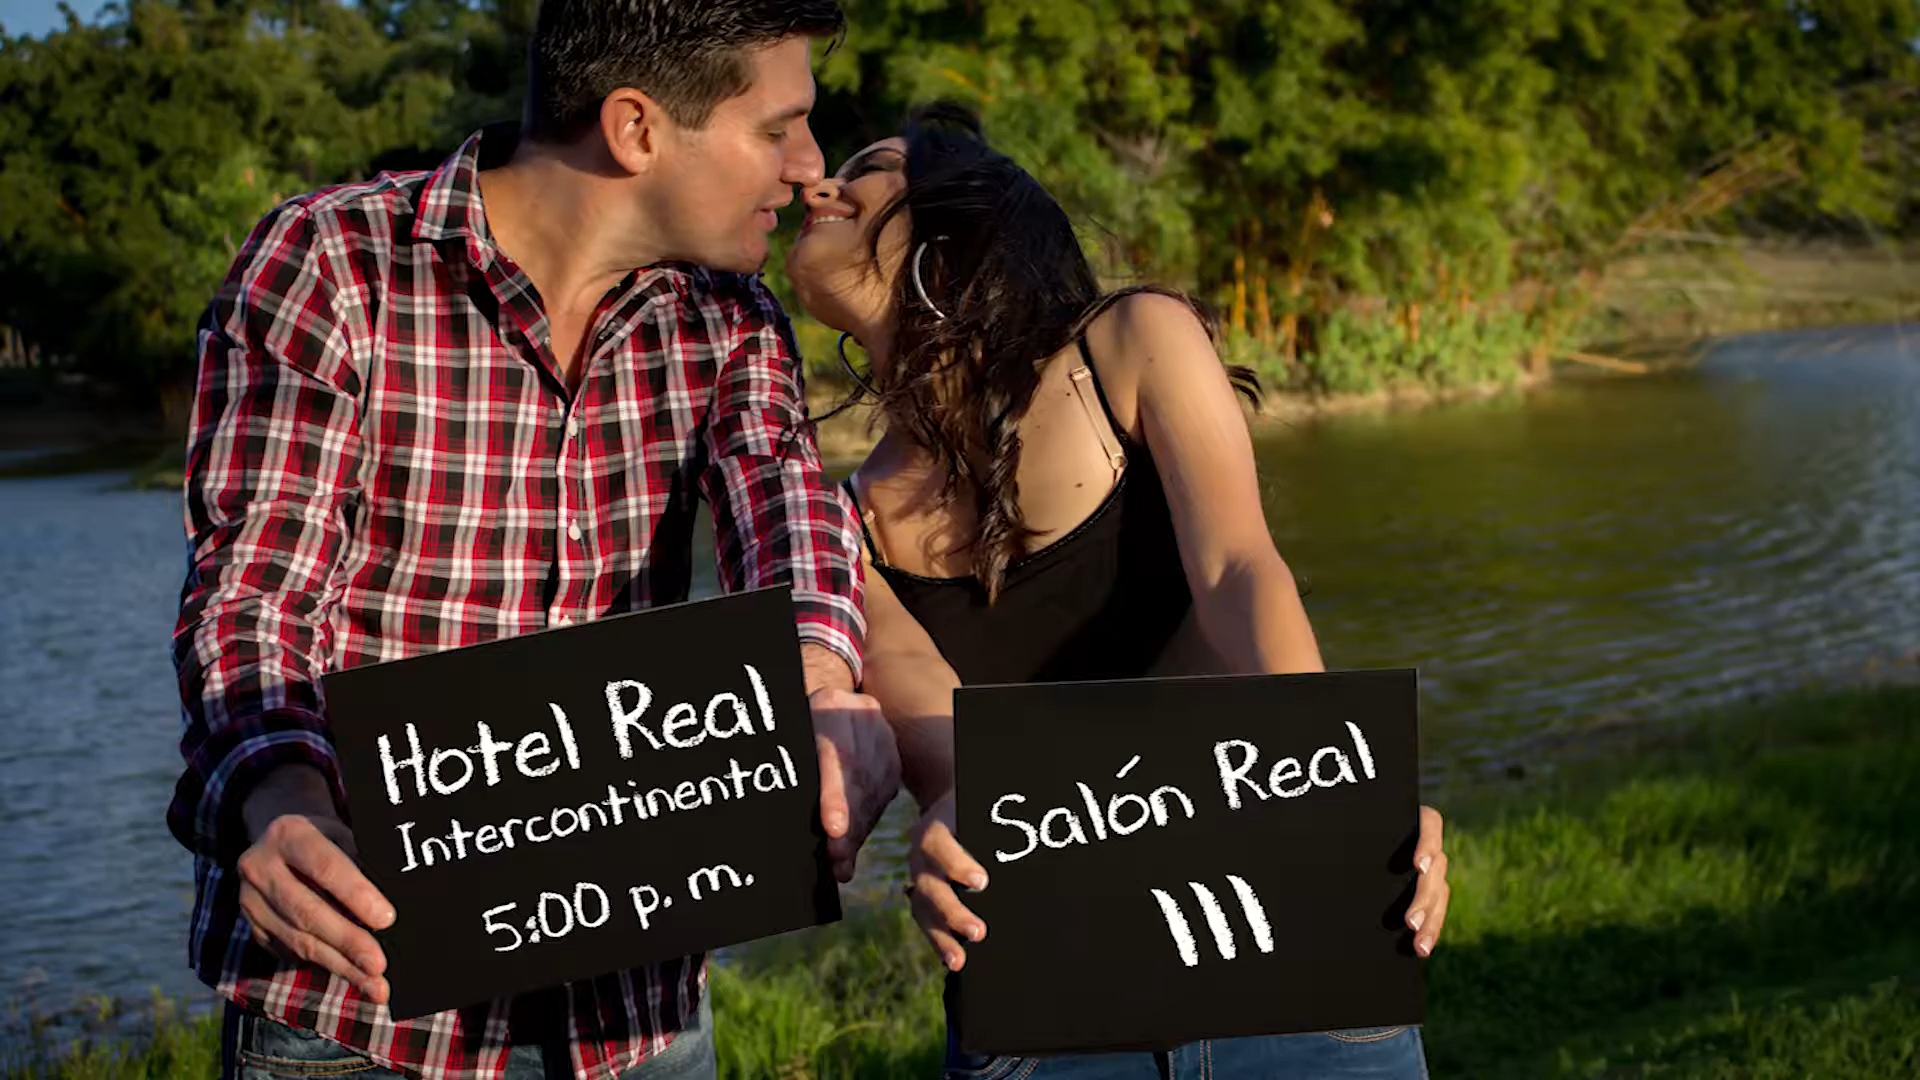 Hotel Real
Intercontinental
5:00 p. m.
Salón Real
III